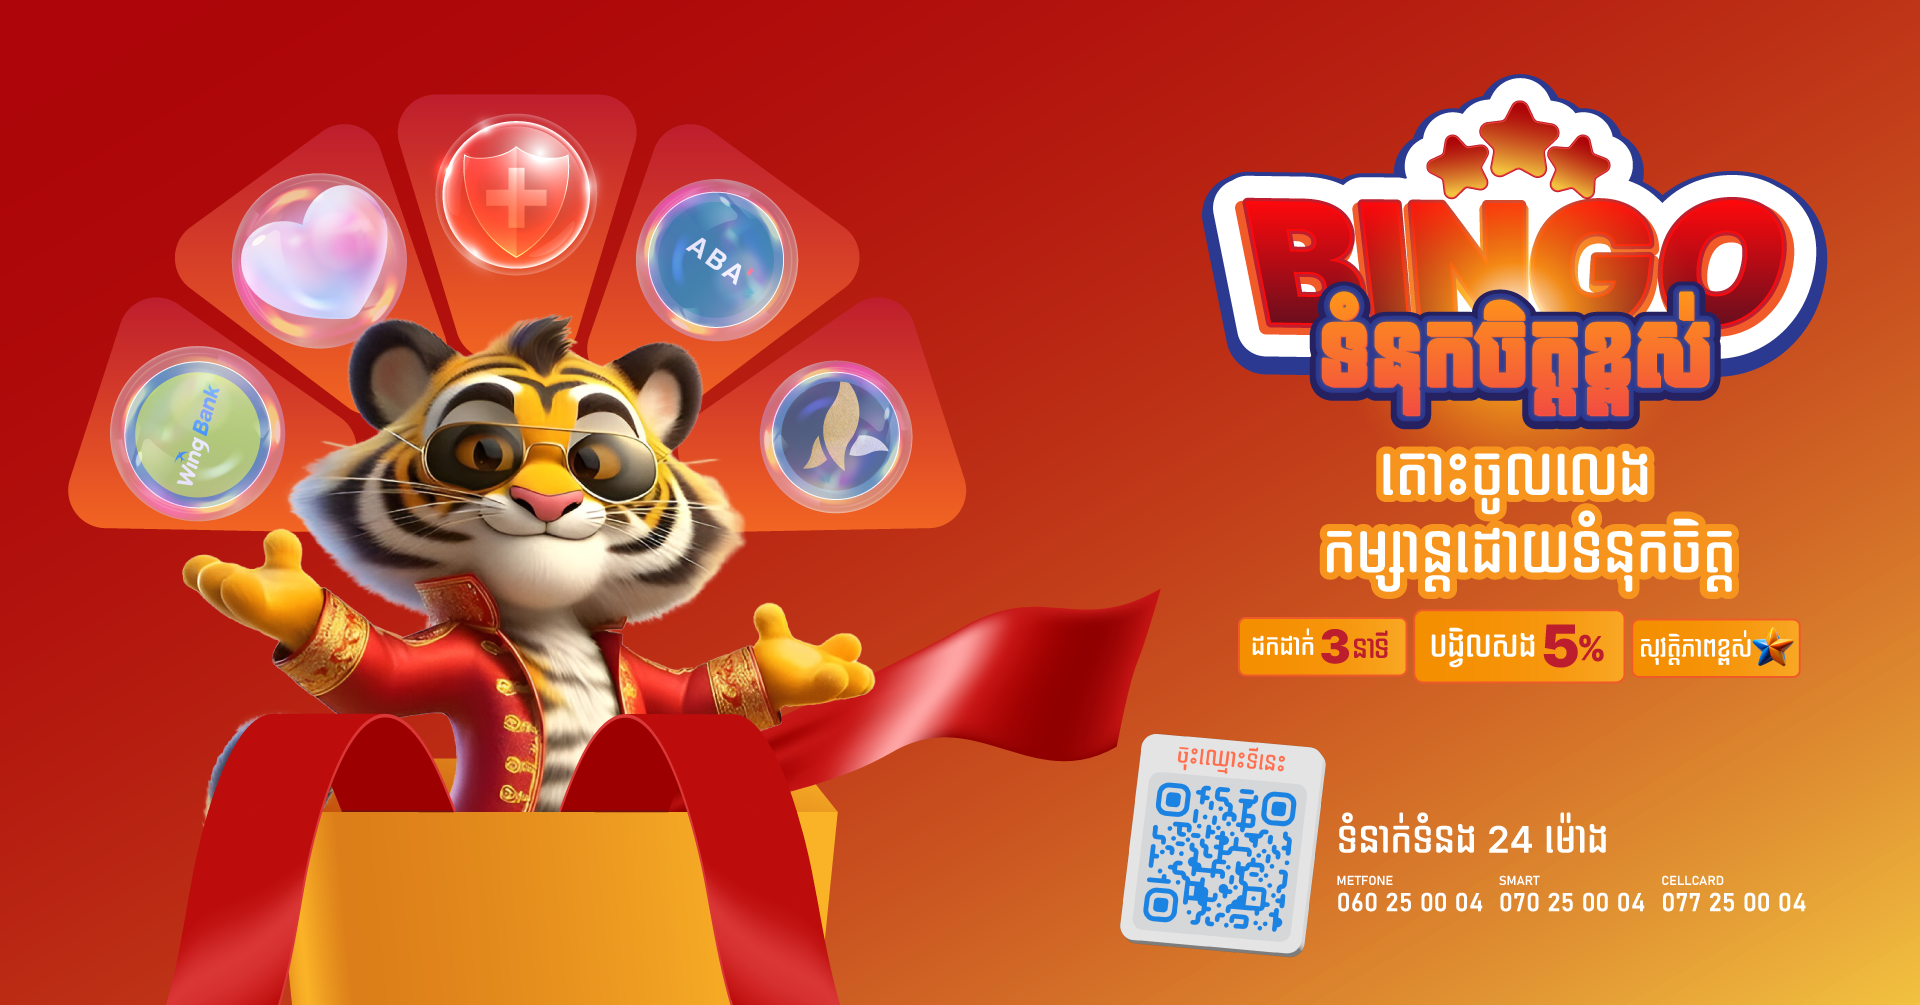 BINGO
ទំនុកចិត្តខ្ពស់
តោះចូលលេង
កម្សាន្តដោយទំនុកចិត្ត
ដកដាក់ 3 នាទី
បង្វិលសង 5%
សុវត្ថិភាពខ្ពស់
ABA'
Wing Bank
ចុះឈ្មោះទីនេះ
ទំនាក់ទំនង 24 ម៉ោង
METFONE SMART CELLCARD
060 25 00 04 070 25 00 04 077 25 00 04